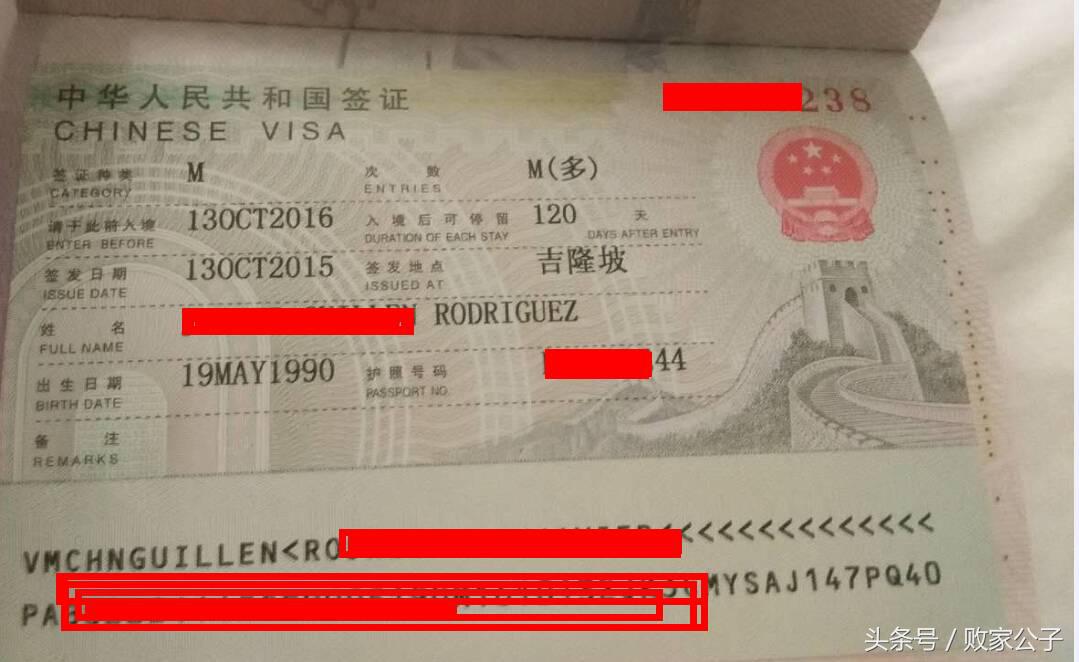 中华人民共和国签证
238
CHINESE VISA
签证种类 M 次数 M(多)
CATEGORY ENTRIES
请于此前入境 13OCT2016 入境后可停留 120 天
ENTER BEFORE DURATION OF EACH STAY DAYS AFTER ENTRY
签发日期 13OCT2015 签发地点 吉隆坡
ISSUE DATE ISSUED AT
姓名 RODRIGUEZ
FULL NAME
出生日期 19MAY1990 护照号码 44
BIRTH DATE PASSPORT NO.
备注
REMARKS
VMCHNGUILLEN<RO <<<<<<<<<<<<<<
PA MYSAJ147PQ40
头条号 / 败家公子